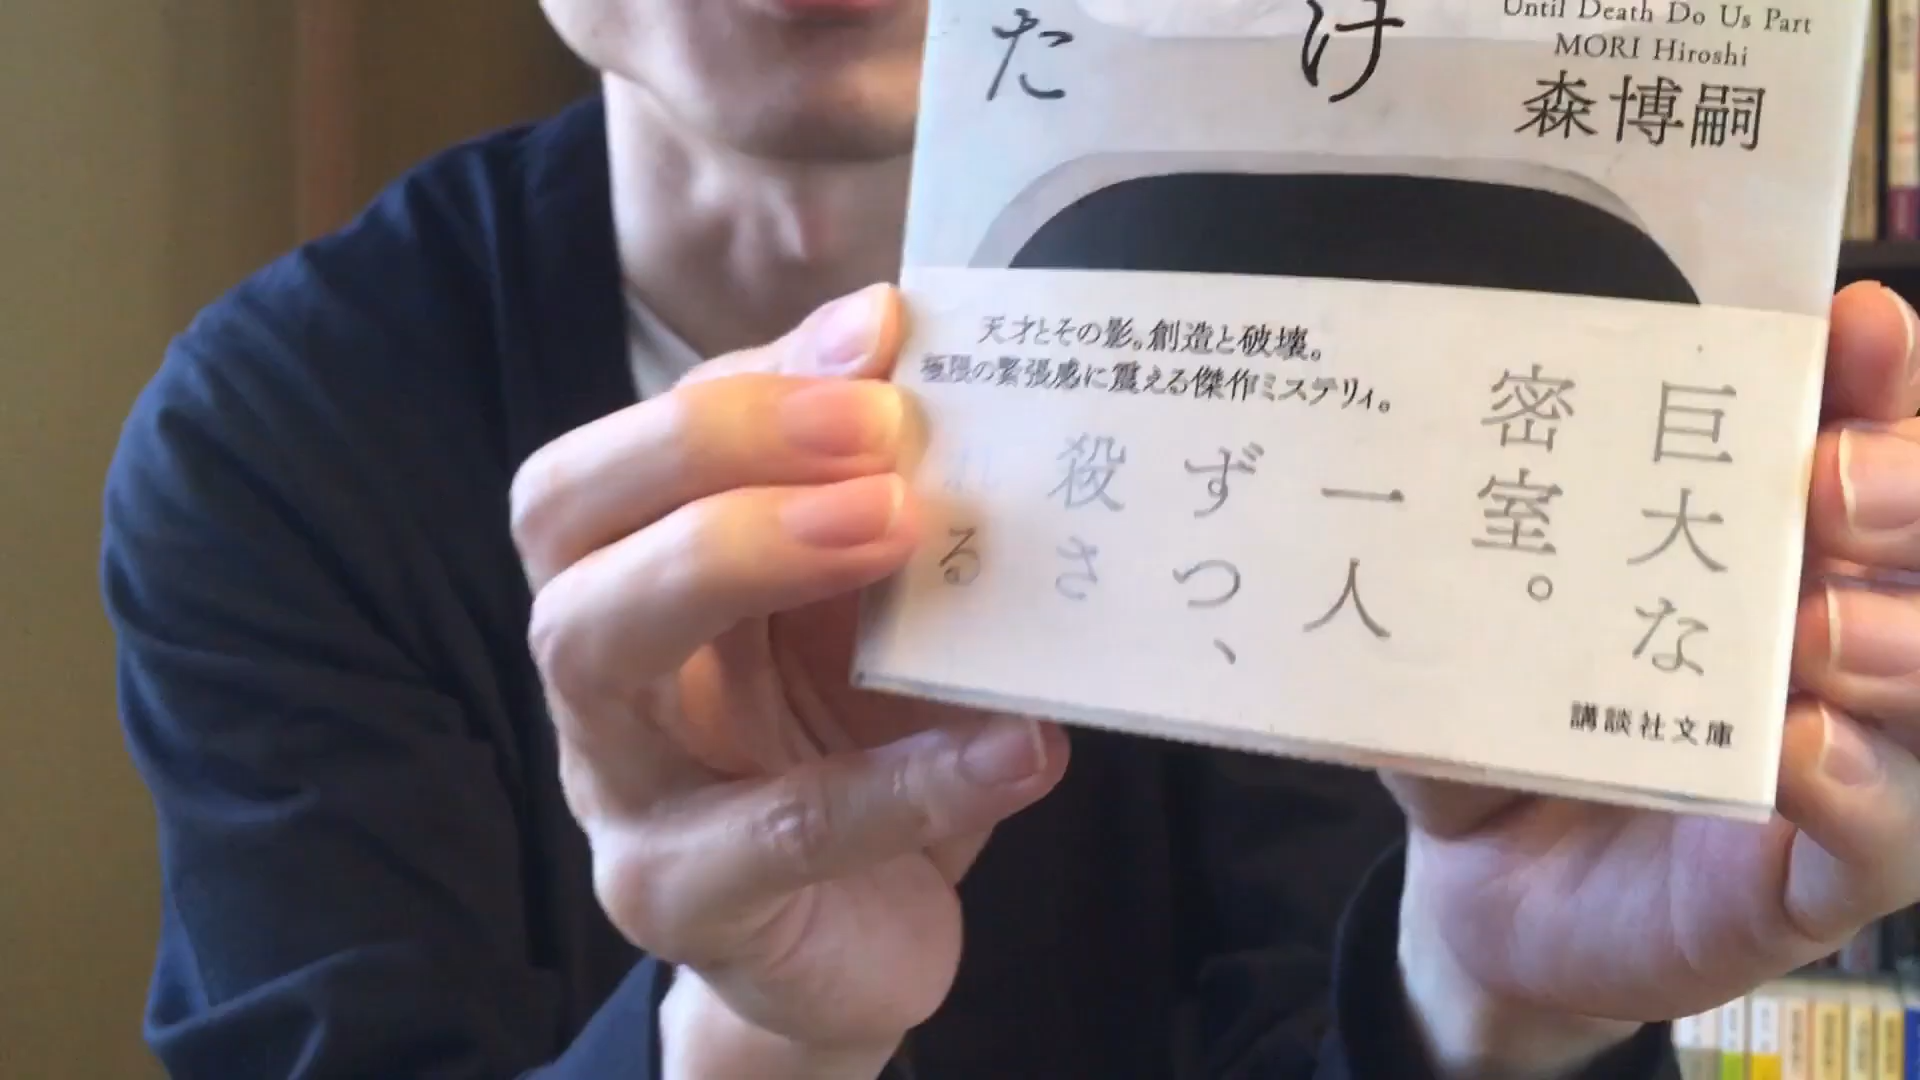 け
た
Until Death Do Us Part
MORI Hiroshi
森博嗣
天才とその影。創造と破壊。
極限の緊張感に震える傑作ミステリィ。
巨大な
密室。
一人
ずつ、
殺さ
れる
講談社文庫